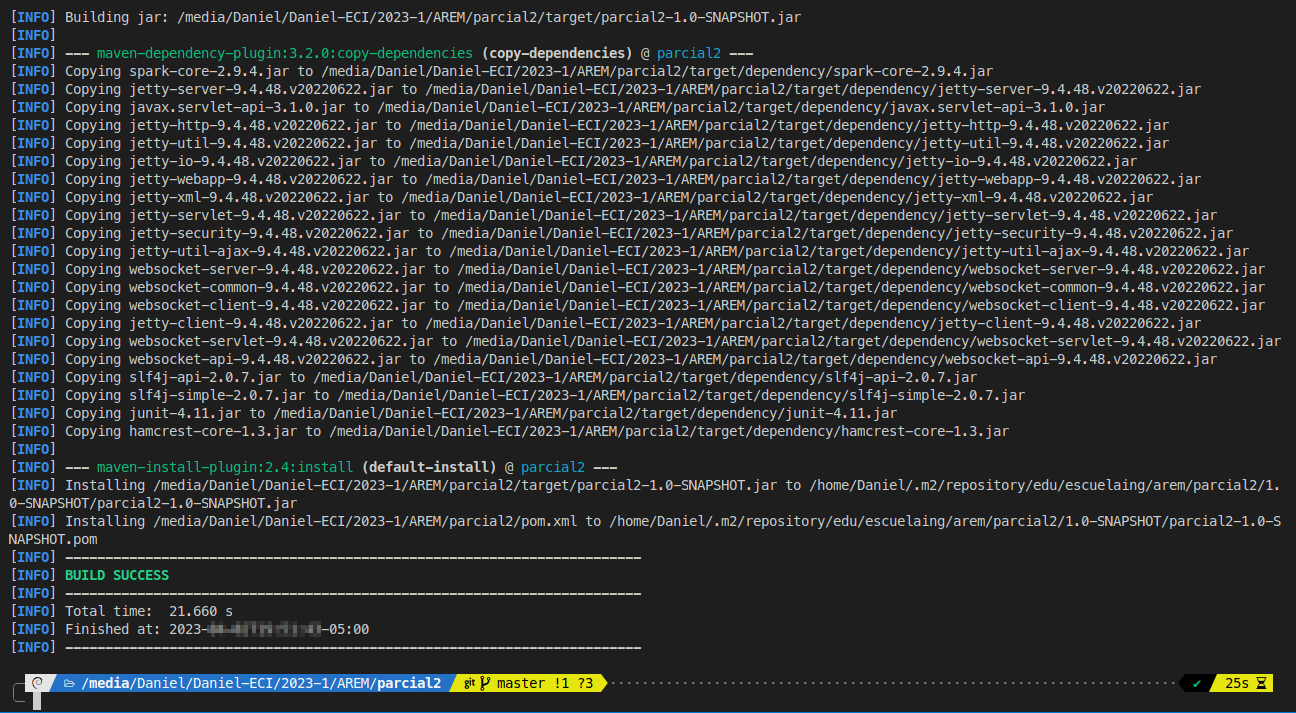 [INFO] Building jar: /media/Daniel/Daniel-ECI/2023-1/AREM/parcial2/target/parcial2-1.0-SNAPSHOT.jar
[INFO]
[INFO] --- maven-dependency-plugin:3.2.0:copy-dependencies (copy-dependencies) @ parcial2 ---
[INFO] Copying spark-core-2.9.4.jar to /media/Daniel/Daniel-ECI/2023-1/AREM/parcial2/target/dependency/spark-core-2.9.4.jar
[INFO] Copying jetty-server-9.4.48.v20220622.jar to /media/Daniel/Daniel-ECI/2023-1/AREM/parcial2/target/dependency/jetty-server-9.4.48.v20220622.jar
[INFO] Copying javax.servlet-api-3.1.0.jar to /media/Daniel/Daniel-ECI/2023-1/AREM/parcial2/target/dependency/javax.servlet-api-3.1.0.jar
[INFO] Copying jetty-http-9.4.48.v20220622.jar to /media/Daniel/Daniel-ECI/2023-1/AREM/parcial2/target/dependency/jetty-http-9.4.48.v20220622.jar
[INFO] Copying jetty-util-9.4.48.v20220622.jar to /media/Daniel/Daniel-ECI/2023-1/AREM/parcial2/target/dependency/jetty-util-9.4.48.v20220622.jar
[INFO] Copying jetty-io-9.4.48.v20220622.jar to /media/Daniel/Daniel-ECI/2023-1/AREM/parcial2/target/dependency/jetty-io-9.4.48.v20220622.jar
[INFO] Copying jetty-webapp-9.4.48.v20220622.jar to /media/Daniel/Daniel-ECI/2023-1/AREM/parcial2/target/dependency/jetty-webapp-9.4.48.v20220622.jar
[INFO] Copying jetty-xml-9.4.48.v20220622.jar to /media/Daniel/Daniel-ECI/2023-1/AREM/parcial2/target/dependency/jetty-xml-9.4.48.v20220622.jar
[INFO] Copying jetty-servlet-9.4.48.v20220622.jar to /media/Daniel/Daniel-ECI/2023-1/AREM/parcial2/target/dependency/jetty-servlet-9.4.48.v20220622.jar
[INFO] Copying jetty-security-9.4.48.v20220622.jar to /media/Daniel/Daniel-ECI/2023-1/AREM/parcial2/target/dependency/jetty-security-9.4.48.v20220622.jar
[INFO] Copying jetty-util-ajax-9.4.48.v20220622.jar to /media/Daniel/Daniel-ECI/2023-1/AREM/parcial2/target/dependency/jetty-util-ajax-9.4.48.v20220622.jar
[INFO] Copying websocket-server-9.4.48.v20220622.jar to /media/Daniel/Daniel-ECI/2023-1/AREM/parcial2/target/dependency/websocket-server-9.4.48.v20220622.jar
[INFO] Copying websocket-common-9.4.48.v20220622.jar to /media/Daniel/Daniel-ECI/2023-1/AREM/parcial2/target/dependency/websocket-common-9.4.48.v20220622.jar
[INFO] Copying websocket-client-9.4.48.v20220622.jar to /media/Daniel/Daniel-ECI/2023-1/AREM/parcial2/target/dependency/websocket-client-9.4.48.v20220622.jar
[INFO] Copying jetty-client-9.4.48.v20220622.jar to /media/Daniel/Daniel-ECI/2023-1/AREM/parcial2/target/dependency/jetty-client-9.4.48.v20220622.jar
[INFO] Copying websocket-servlet-9.4.48.v20220622.jar to /media/Daniel/Daniel-ECI/2023-1/AREM/parcial2/target/dependency/websocket-servlet-9.4.48.v20220622.jar
[INFO] Copying websocket-api-9.4.48.v20220622.jar to /media/Daniel/Daniel-ECI/2023-1/AREM/parcial2/target/dependency/websocket-api-9.4.48.v20220622.jar
[INFO] Copying slf4j-api-2.0.7.jar to /media/Daniel/Daniel-ECI/2023-1/AREM/parcial2/target/dependency/slf4j-api-2.0.7.jar
[INFO] Copying slf4j-simple-2.0.7.jar to /media/Daniel/Daniel-ECI/2023-1/AREM/parcial2/target/dependency/slf4j-simple-2.0.7.jar
[INFO] Copying junit-4.11.jar to /media/Daniel/Daniel-ECI/2023-1/AREM/parcial2/target/dependency/junit-4.11.jar
[INFO] Copying hamcrest-core-1.3.jar to /media/Daniel/Daniel-ECI/2023-1/AREM/parcial2/target/dependency/hamcrest-core-1.3.jar
[INFO]
[INFO] --- maven-install-plugin:2.4:install (default-install) @ parcial2 ---
[INFO] Installing /media/Daniel/Daniel-ECI/2023-1/AREM/parcial2/target/parcial2-1.0-SNAPSHOT.jar to /home/Daniel/.m2/repository/edu/escuelaing/arem/parcial2/1.
0-SNAPSHOT/parcial2-1.0-SNAPSHOT.jar
[INFO] Installing /media/Daniel/Daniel-ECI/2023-1/AREM/parcial2/pom.xml to /home/Daniel/.m2/repository/edu/escuelaing/arem/parcial2/1.0-SNAPSHOT/parcial2-1.0-S
NAPSHOT.pom
[INFO] ------------------------------------------------------------------------
[INFO] BUILD SUCCESS
[INFO] ------------------------------------------------------------------------
[INFO] Total time:  21.660 s
[INFO] Finished at: 2023- -05:00
[INFO] ------------------------------------------------------------------------
/media/Daniel/Daniel-ECI/2023-1/AREM/parcial2 git master !1 ?3 ✔ 25s